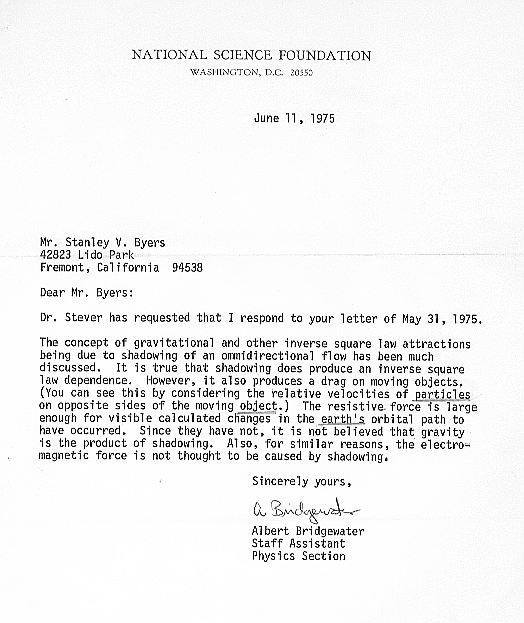 NATIONAL SCIENCE FOUNDATION
WASHINGTON, D.C. 20550
June 11, 1975
Mr. Stanley V. Byers
42823 Lido Park
Fremont, California 94538
Dear Mr. Byers:
Dr. Stever has requested that I respond to your letter of May 31, 1975.
The concept of gravitational and other inverse square law attractions
being due to shadowing of an ommidirectional flow has been much
discussed. It is true that shadowing does produce an inverse square
law dependence. However, it also produces a drag on moving objects.
(You can see this by considering the relative velocities of particles
on opposite sides of the moving object.) The resistive force is large
enough for visible calculated changes in the earth's orbital path to
have occurred. Since they have not, it is not believed that gravity
is the product of shadowing. Also, for similar reasons, the electro-
magnetic force is not thought to be caused by shadowing.
Sincerely yours,
A Bridgewater
Albert Bridgewater
Staff Assistant
Physics Section